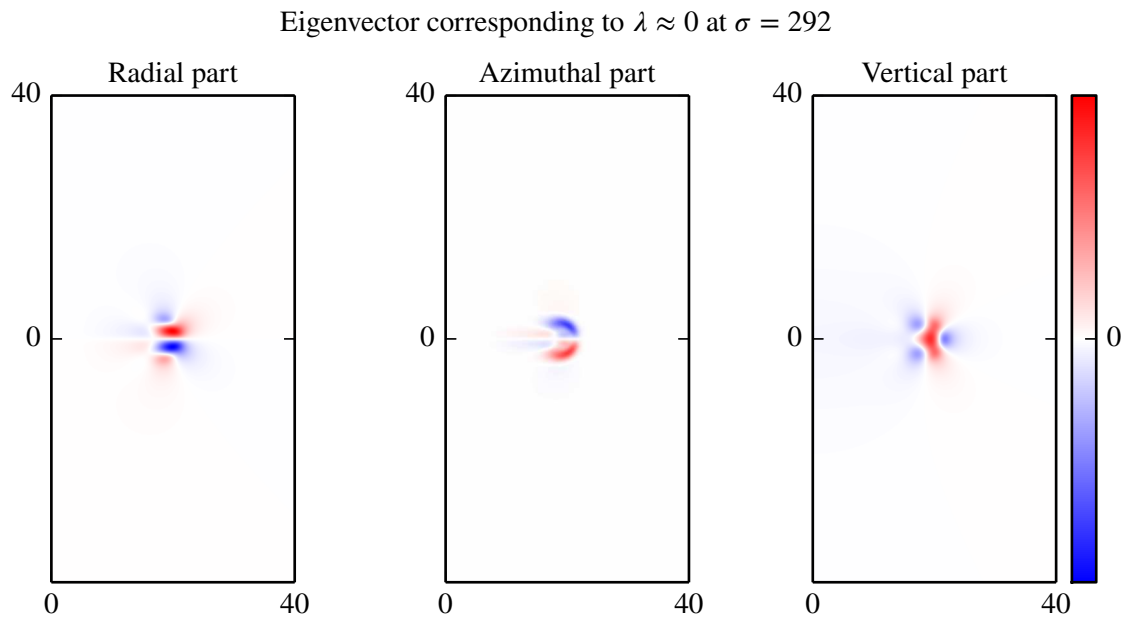 Eigenvector corresponding to λ ≈ 0 at σ = 292
Radial part Azimuthal part Vertical part
40 40 40
0 0 0 0
0 40 0 40 0 40